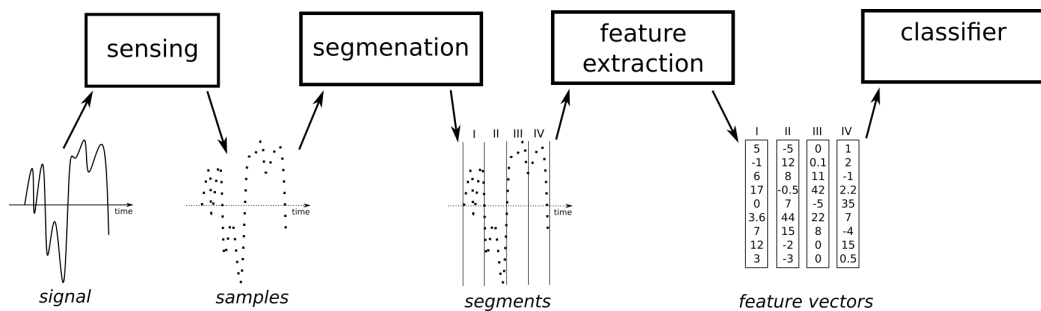 sensing
segmenation
feature
extraction
classifier
I II III IV
time
time
time
I II III IV
5 -5 0 1
-1 12 0.1 2
6 8 11 -1
17 -0.5 42 2.2
0 7 -5 35
3.6 44 22 7
7 15 8 -4
12 -2 0 15
3 -3 0 0.5
signal
samples
segments
feature vectors